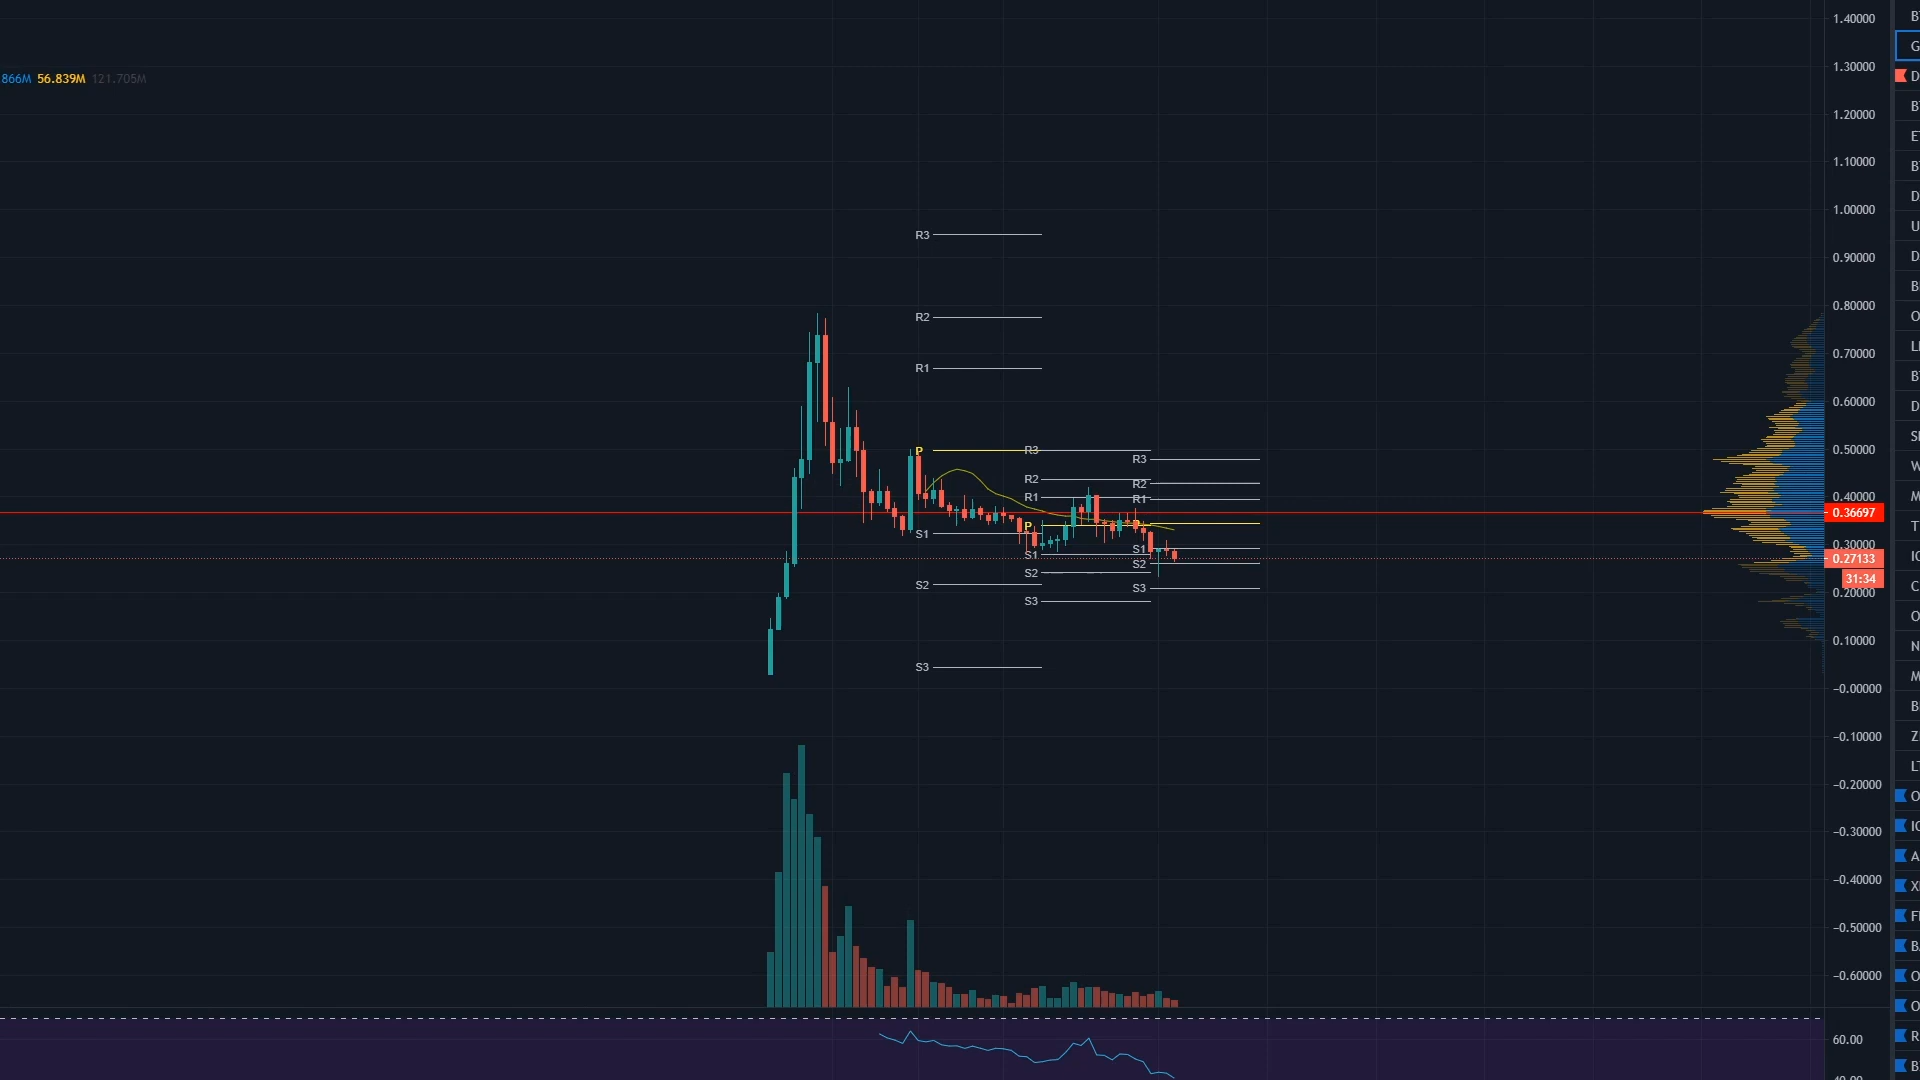 866M 56.839M 121.705M
1.40000
1.30000
1.20000
1.10000
1.00000
0.90000
0.80000
0.70000
0.60000
0.50000
0.40000
0.36697
0.30000
0.27133
31:34
0.20000
0.10000
−0.00000
−0.10000
−0.20000
−0.30000
−0.40000
−0.50000
−0.60000
60.00
40.00
R3
R2
R1
P
S1
S2
S3
R3
R2
R1
P
S1
S2
S3
R3
R2
R1
P
S1
S2
S3